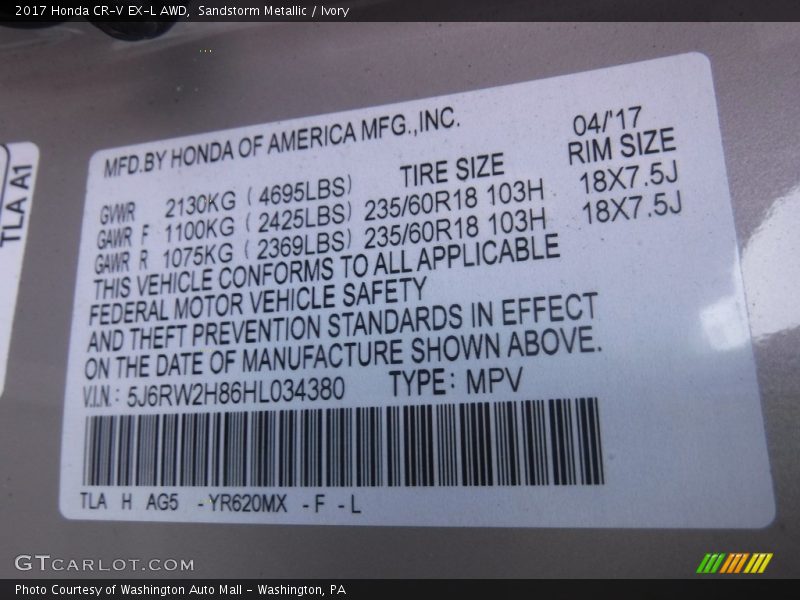 2017 Honda CR-V EX-L AWD, Sandstorm Metallic / Ivory
TLA A1
MFD.BY HONDA OF AMERICA MFG.,INC. 04/'17
TIRE SIZE RIM SIZE
GVWR 2130KG ( 4695LBS)
GAWR F 1100KG ( 2425LBS) 235/60R18 103H 18X7.5J
GAWR R 1075KG ( 2369LBS) 235/60R18 103H 18X7.5J
THIS VEHICLE CONFORMS TO ALL APPLICABLE
FEDERAL MOTOR VEHICLE SAFETY
AND THEFT PREVENTION STANDARDS IN EFFECT
ON THE DATE OF MANUFACTURE SHOWN ABOVE.
V.I.N.: 5J6RW2H86HL034380 TYPE: MPV
TLA H AG5 -YR620MX -F -L
GTCARLOT.COM
Photo Courtesy of Washington Auto Mall - Washington, PA